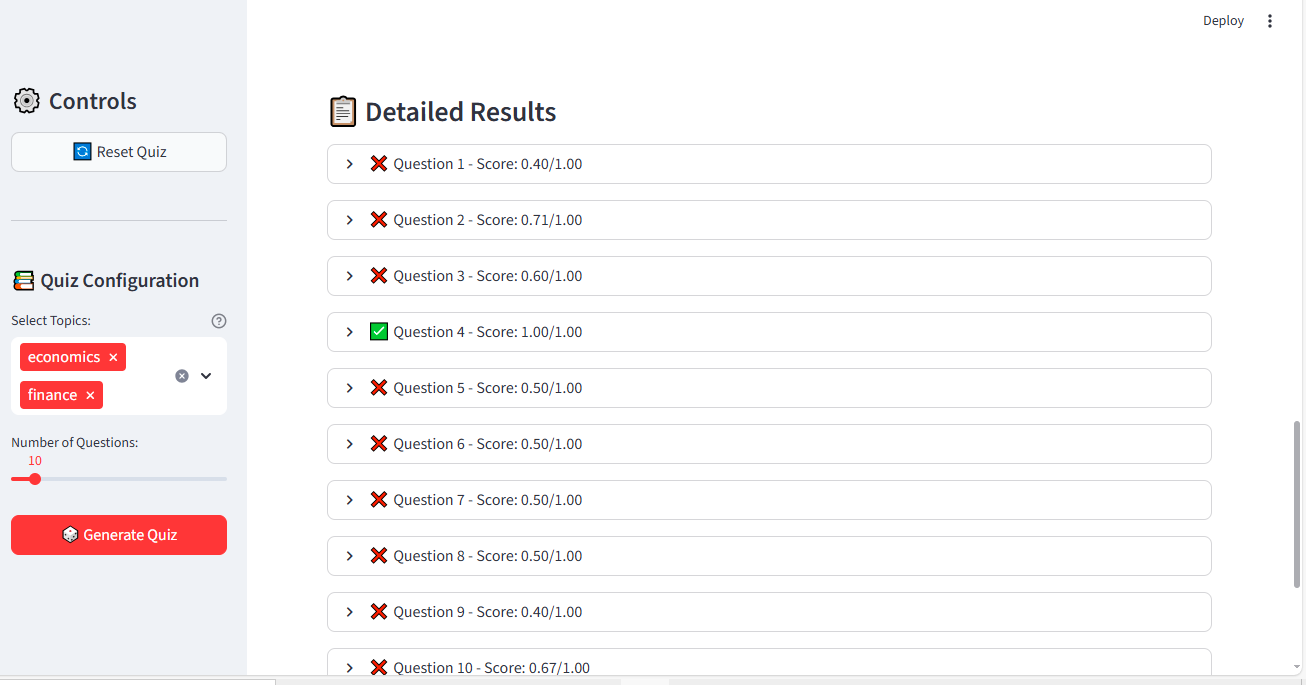 Deploy
Controls
Reset Quiz
Quiz Configuration
Select Topics:
economics ×
finance ×
Number of Questions:
10
Generate Quiz
Detailed Results
Question 1 - Score: 0.40/1.00
Question 2 - Score: 0.71/1.00
Question 3 - Score: 0.60/1.00
Question 4 - Score: 1.00/1.00
Question 5 - Score: 0.50/1.00
Question 6 - Score: 0.50/1.00
Question 7 - Score: 0.50/1.00
Question 8 - Score: 0.50/1.00
Question 9 - Score: 0.40/1.00
Question 10 - Score: 0.67/1.00